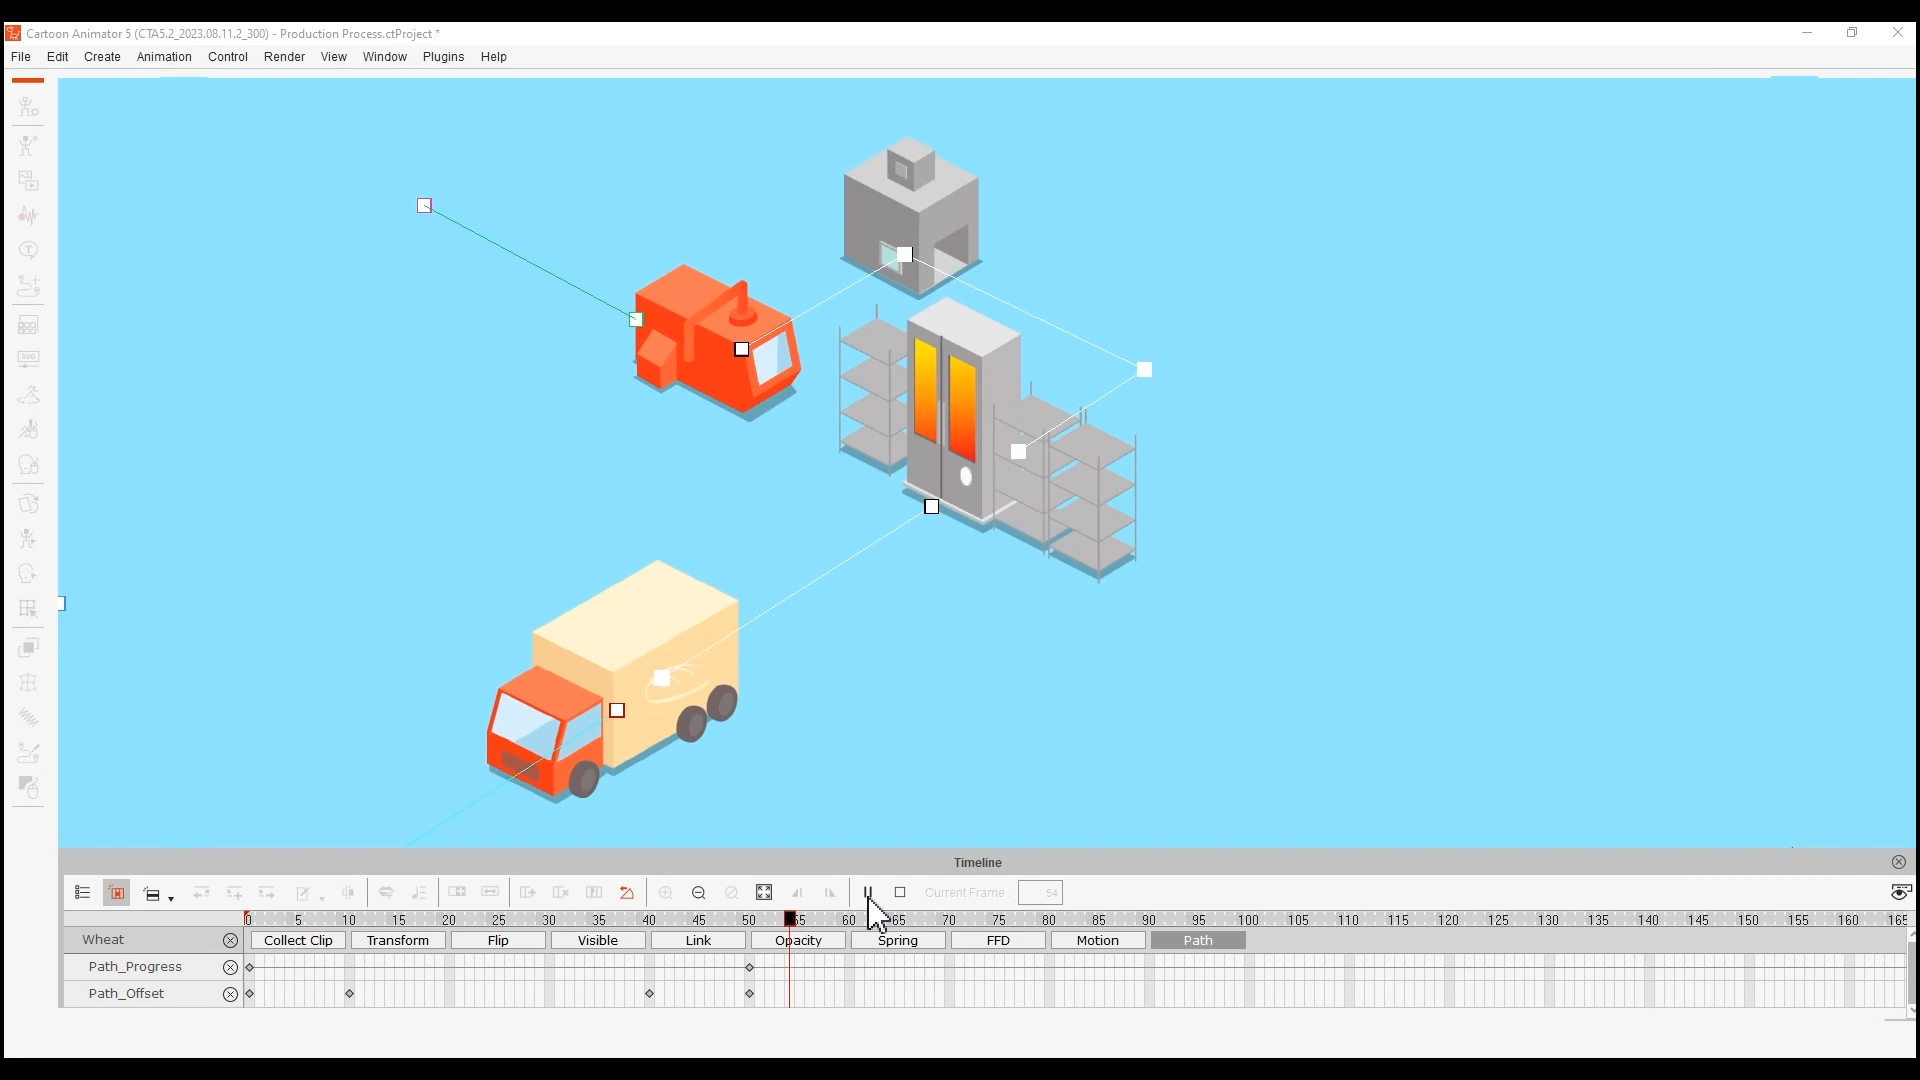 Cartoon Animator 5 (CTA5.2_2023.08.11.2_300) - Production Process.ctProject *
File Edit Create Animation Control Render View Window Plugins Help
SVG
Timeline
Current Frame : 54
0 5 10 15 20 25 30 35 40 45 50 55 60 65 70 75 80 85 90 95 100 105 110 115 120 125 130 135 140 145 150 155 160 165
Wheat Collect Clip Transform Flip Visible Link Opacity Spring FFD Motion Path
Path_Progress
Path_Offset